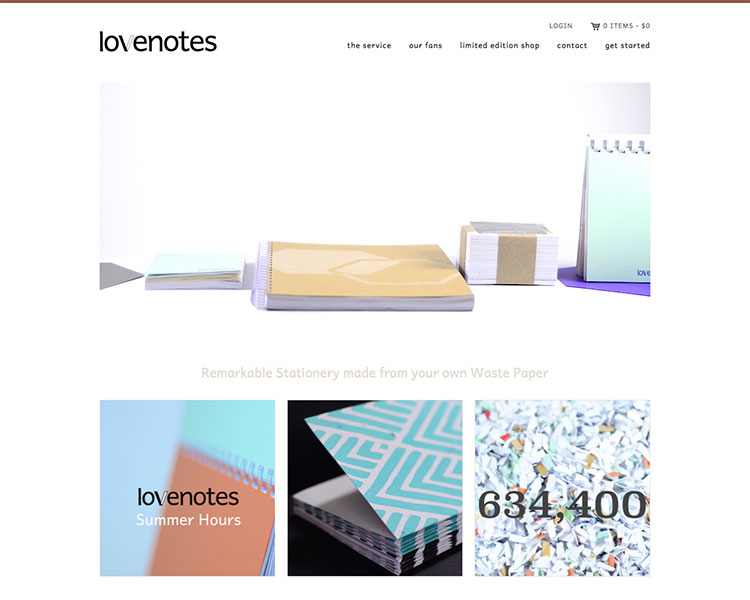 LOGIN 0 ITEMS - $0
lovenotes
the service our fans limited edition shop contact get started
lovenotes
Remarkable Stationery made from your own Waste Paper
lovenotes
Summer Hours
634,400